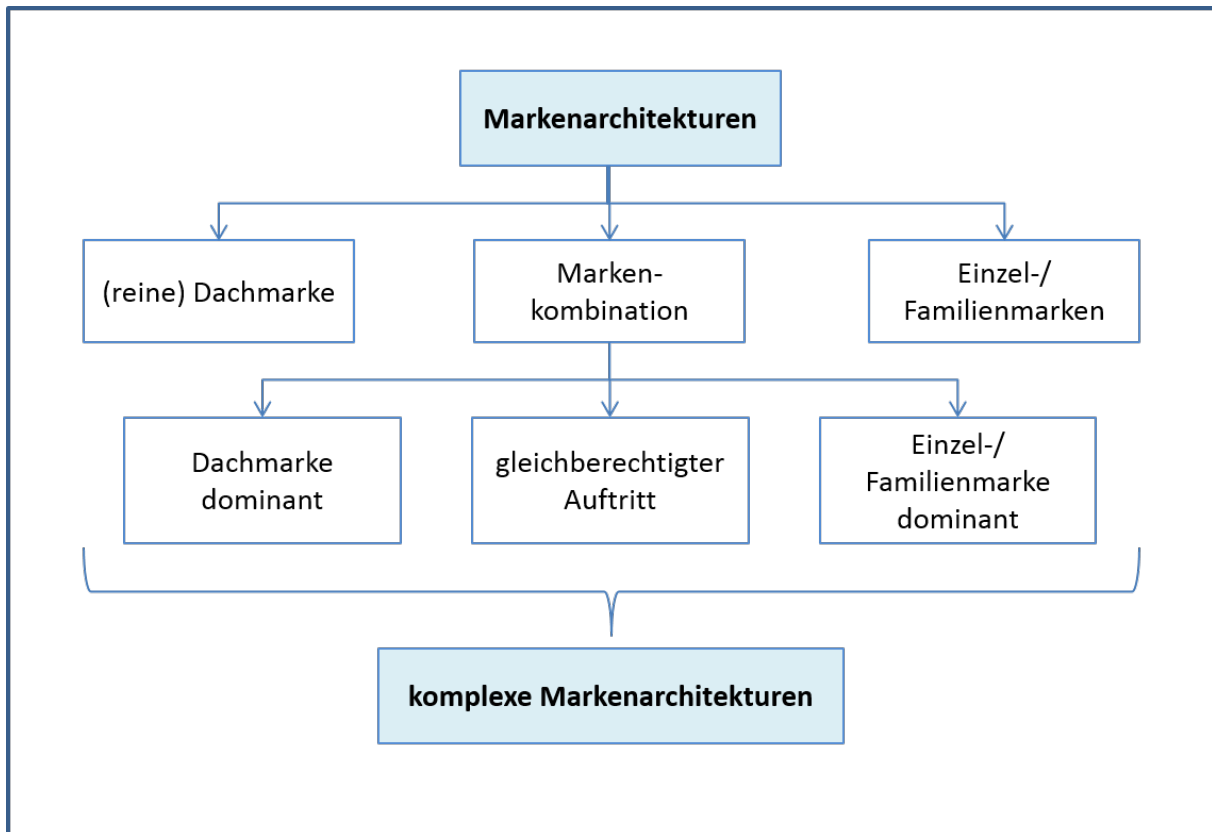 Markenarchitekturen
(reine) Dachmarke
Marken-
kombination
Einzel-/
Familienmarken
Dachmarke
dominant
gleichberechtigter
Auftritt
Einzel-/
Familienmarke
dominant
komplexe Markenarchitekturen